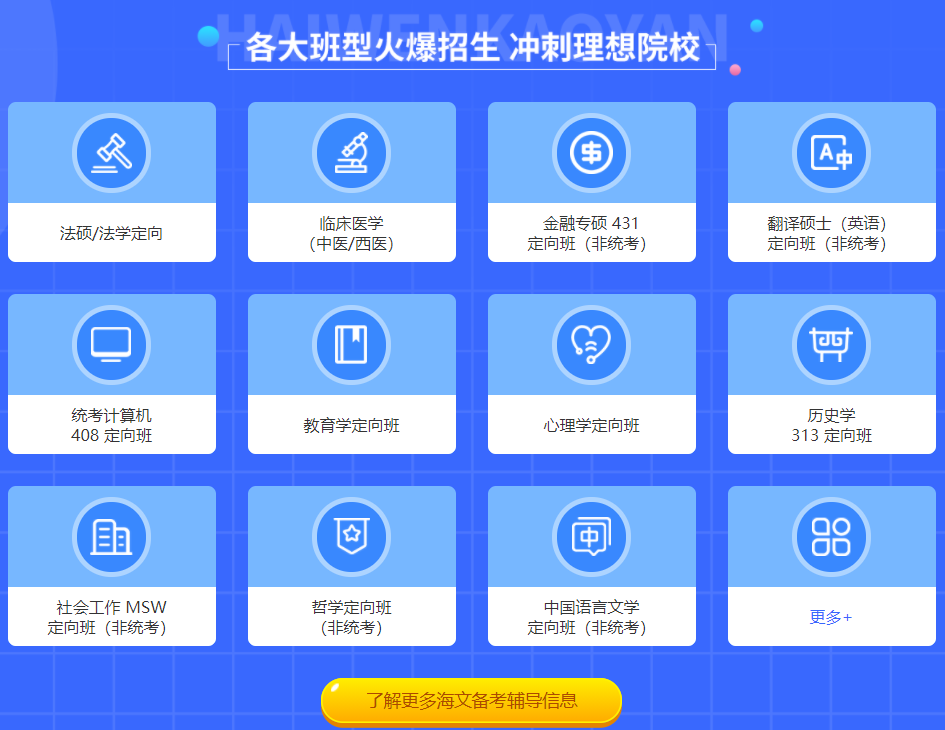 HAIWENKAOYAN
各大班型火爆招生 冲刺理想院校
法硕/法学定向
临床医学
（中医/西医）
金融专硕 431
定向班（非统考）
翻译硕士（英语）
定向班（非统考）
统考计算机
408 定向班
教育学定向班
心理学定向班
历史学
313 定向班
社会工作 MSW
定向班（非统考）
哲学定向班
（非统考）
中国语言文学
定向班（非统考）
更多+
了解更多海文备考辅导信息